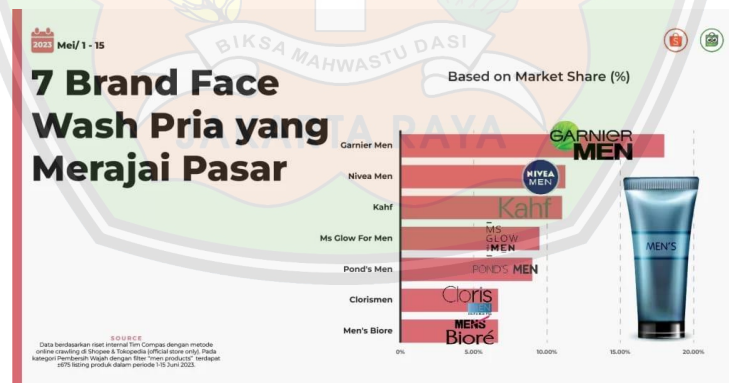 2023 Mei/ 1 - 15
BIKSA MAHWASTU DASI
JAKARTA RAYA
7 Brand Face
Wash Pria yang
Merajai Pasar
Based on Market Share (%)
Garnier Men
GARNIER
MEN
Nivea Men
NIVEA
MEN
Kahf
Kahf
Ms Glow For Men
MS
GLOW
MEN
Pond's Men
POND'S MEN
Clorismen
Cloris
MEN
Men's Biore
MEN'S
Bioré
0%
5.00%
10.00%
15.00%
20.00%
MEN'S
SOURCE
Data berdasarkan riset internal Tim Compas dengan metode
online crawling di Shopee & Tokopedia (official store only). Pada
kategori Pembersih Wajah dengan filter "men products" terdapat
±675 listing produk dalam periode 1-15 Juni 2023.